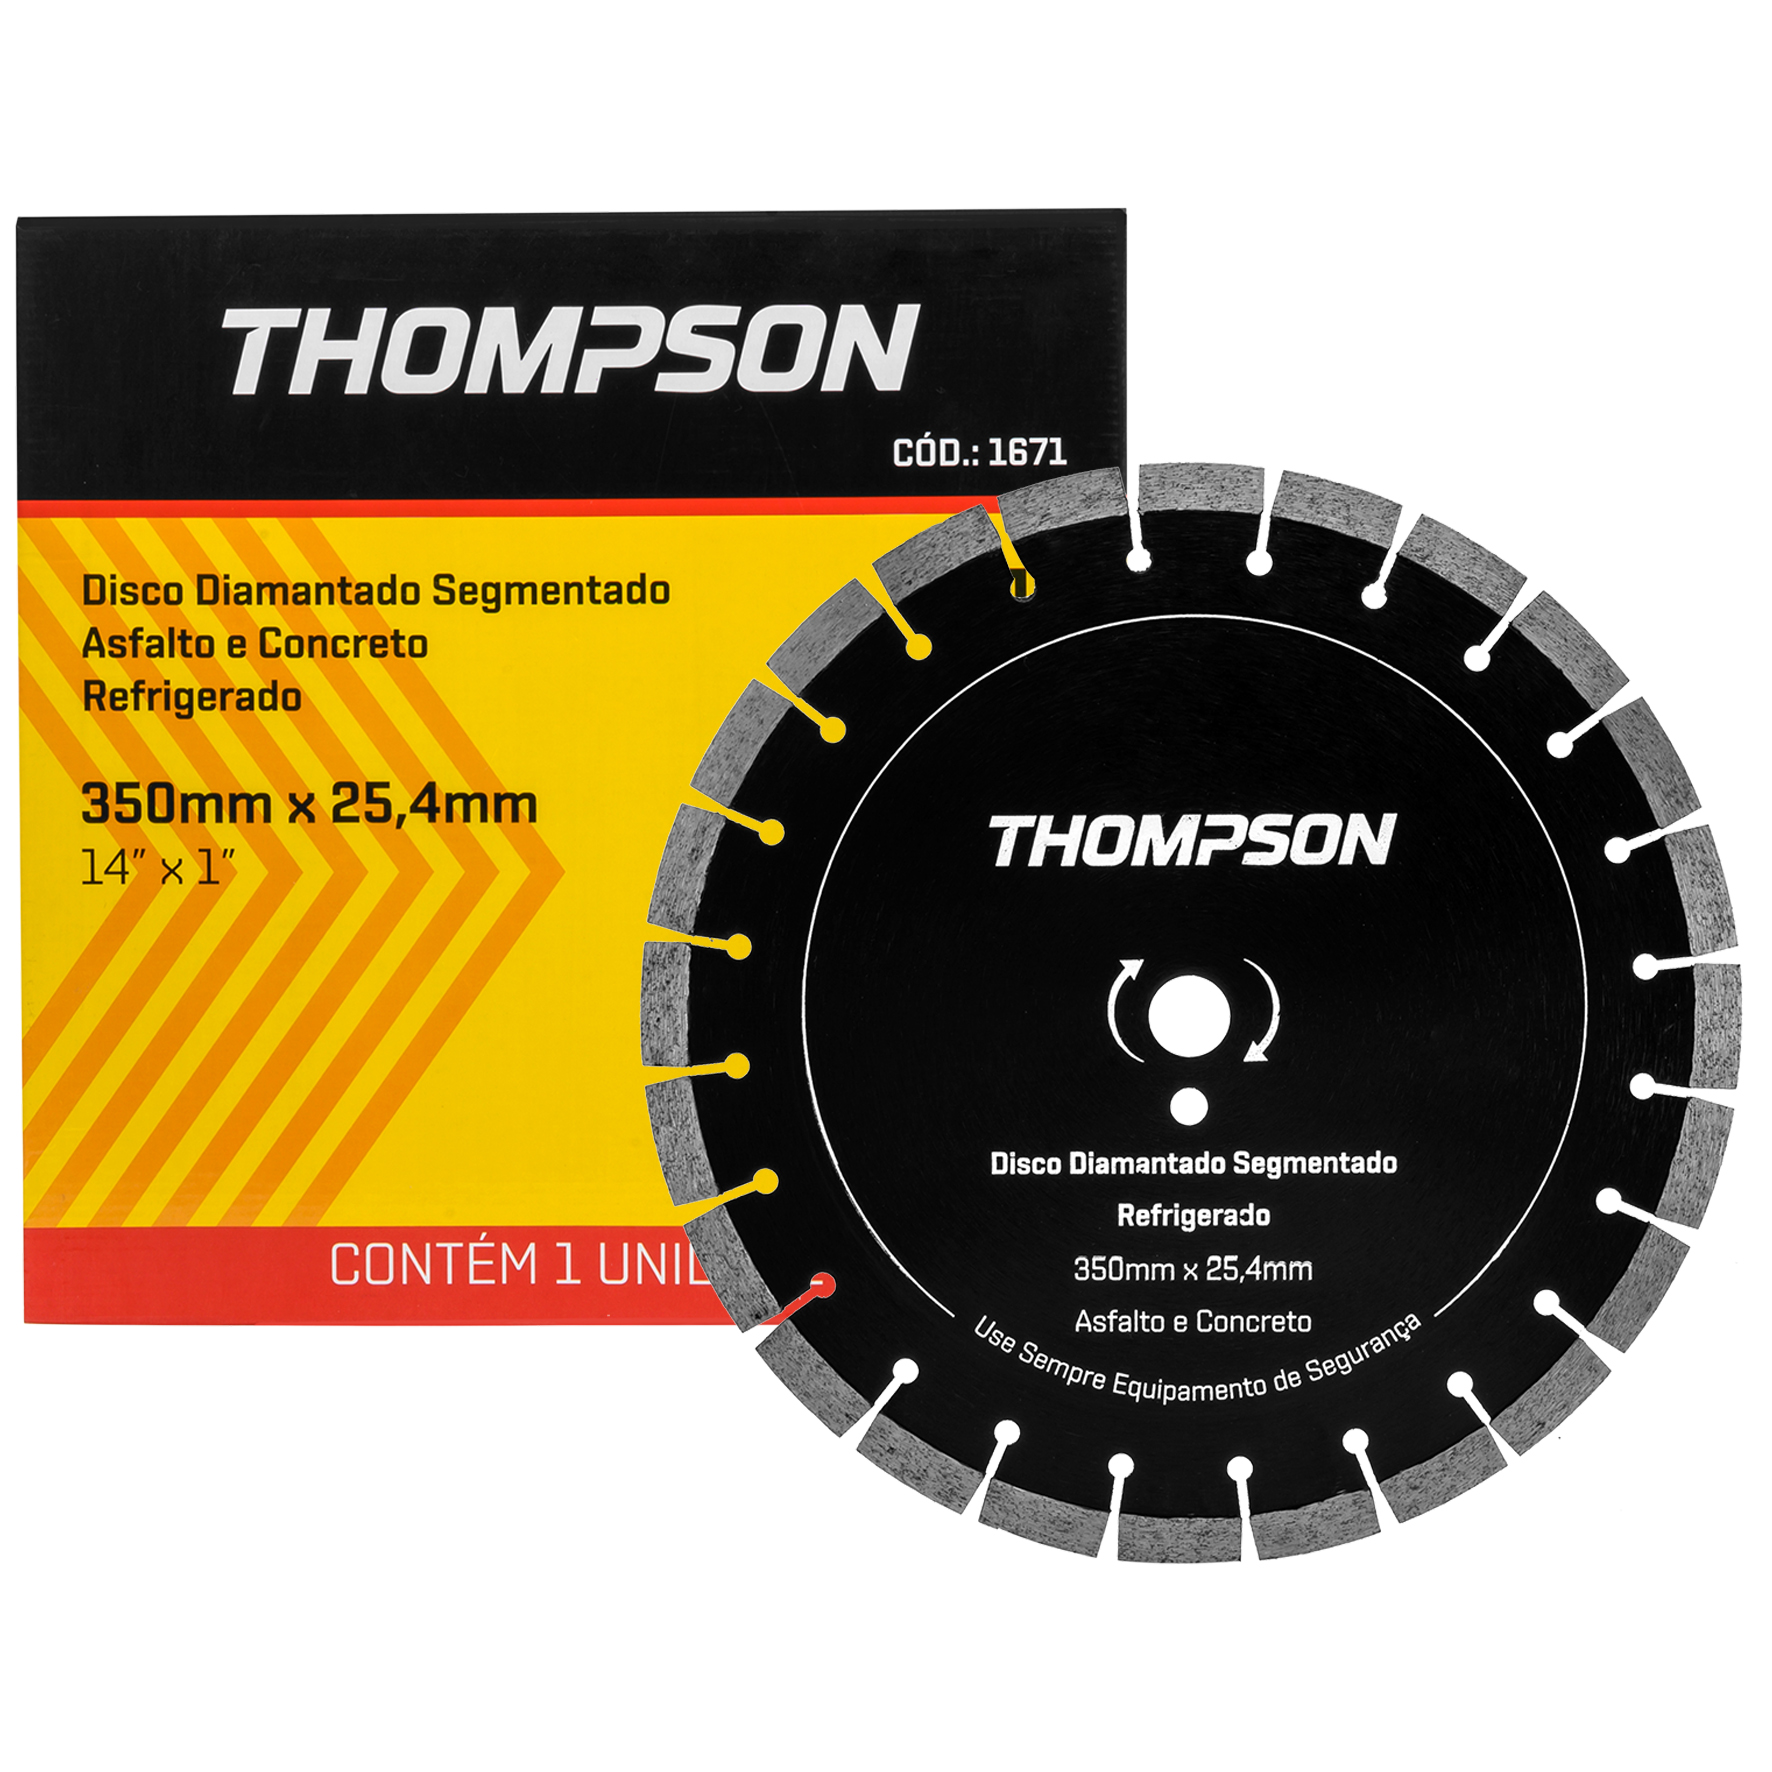 THOMPSON
CÓD.: 1671
Disco Diamantado Segmentado
Asfalto e Concreto
Refrigerado
350mm x 25,4mm
14” x 1”
CONTÉM 1
THOMPSON
Disco Diamantado Segmentado
Refrigerado
350mm x 25,4mm
Asfalto e Concreto
Use Sempre Equipamento de Segurança